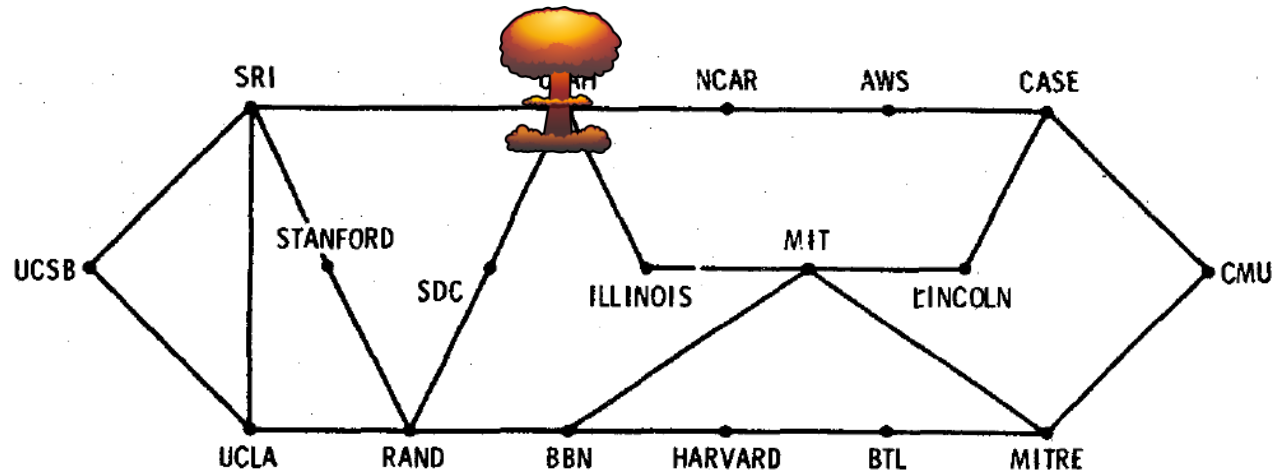 SRI
NCAR
AWS
CASE
STANFORD
MIT
UCSB
SDC
ILLINOIS
LINCOLN
CMU
UCLA
RAND
BBN
HARVARD
BTL
MITRE